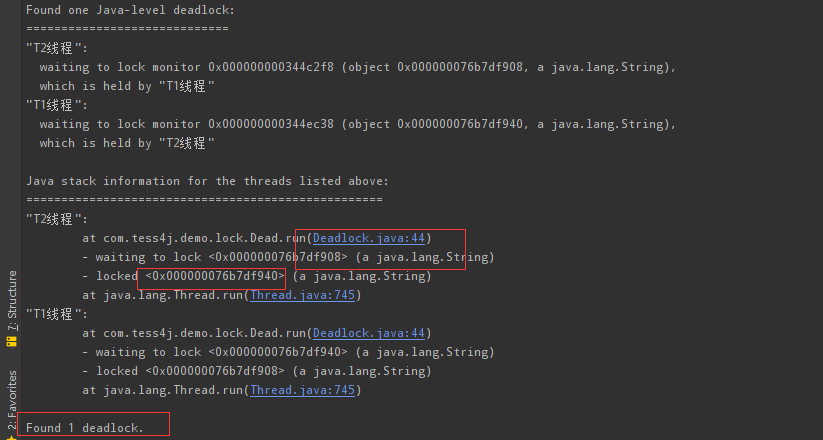 Found one Java-level deadlock:
=============================
"T2线程":
  waiting to lock monitor 0x000000000344c2f8 (object 0x000000076b7df908, a java.lang.String),
  which is held by "T1线程"
"T1线程":
  waiting to lock monitor 0x000000000344ec38 (object 0x000000076b7df940, a java.lang.String),
  which is held by "T2线程"
Java stack information for the threads listed above:
===================================================
"T2线程":
        at com.tess4j.demo.lock.Dead.run(Deadlock.java:44)
        - waiting to lock <0x000000076b7df908> (a java.lang.String)
        - locked <0x000000076b7df940> (a java.lang.String)
        at java.lang.Thread.run(Thread.java:745)
"T1线程":
        at com.tess4j.demo.lock.Dead.run(Deadlock.java:44)
        - waiting to lock <0x000000076b7df940> (a java.lang.String)
        - locked <0x000000076b7df908> (a java.lang.String)
        at java.lang.Thread.run(Thread.java:745)
Found 1 deadlock.
7: Structure
2: Favorites